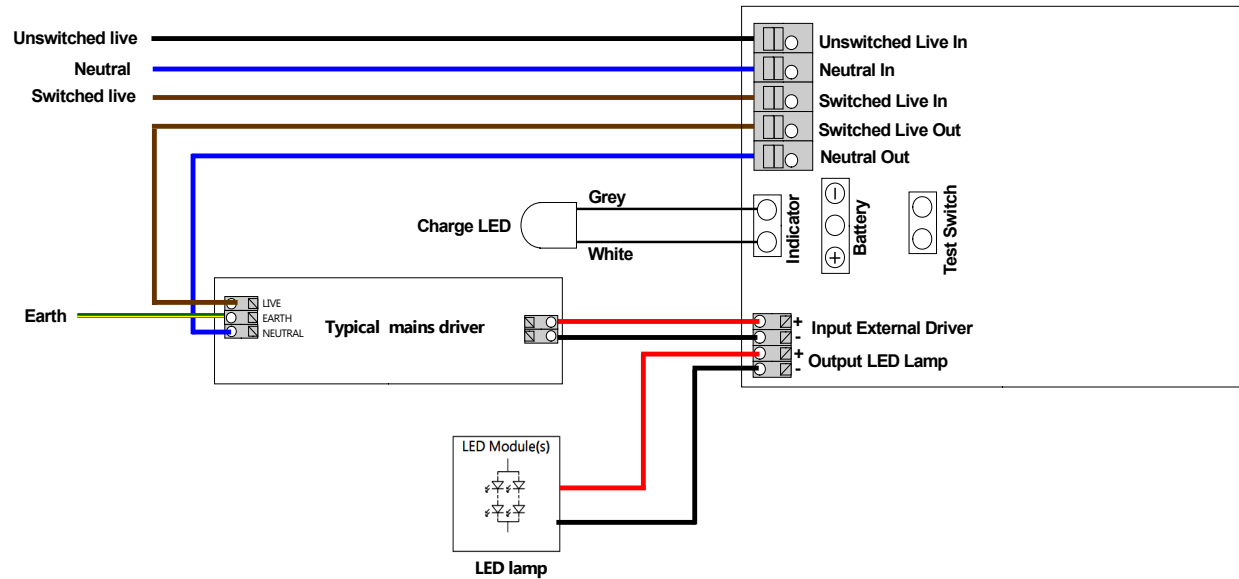 Unswitched live
Neutral
Switched live
Unswitched Live In
Neutral In
Switched Live In
Switched Live Out
Neutral Out
Grey
Charge LED
White
Indicator
-
Battery
+
Test Switch
Earth
LIVE
EARTH
NEUTRAL
Typical mains driver
+
-
Input External Driver
+
-
Output LED Lamp
LED Module(s)
LED lamp